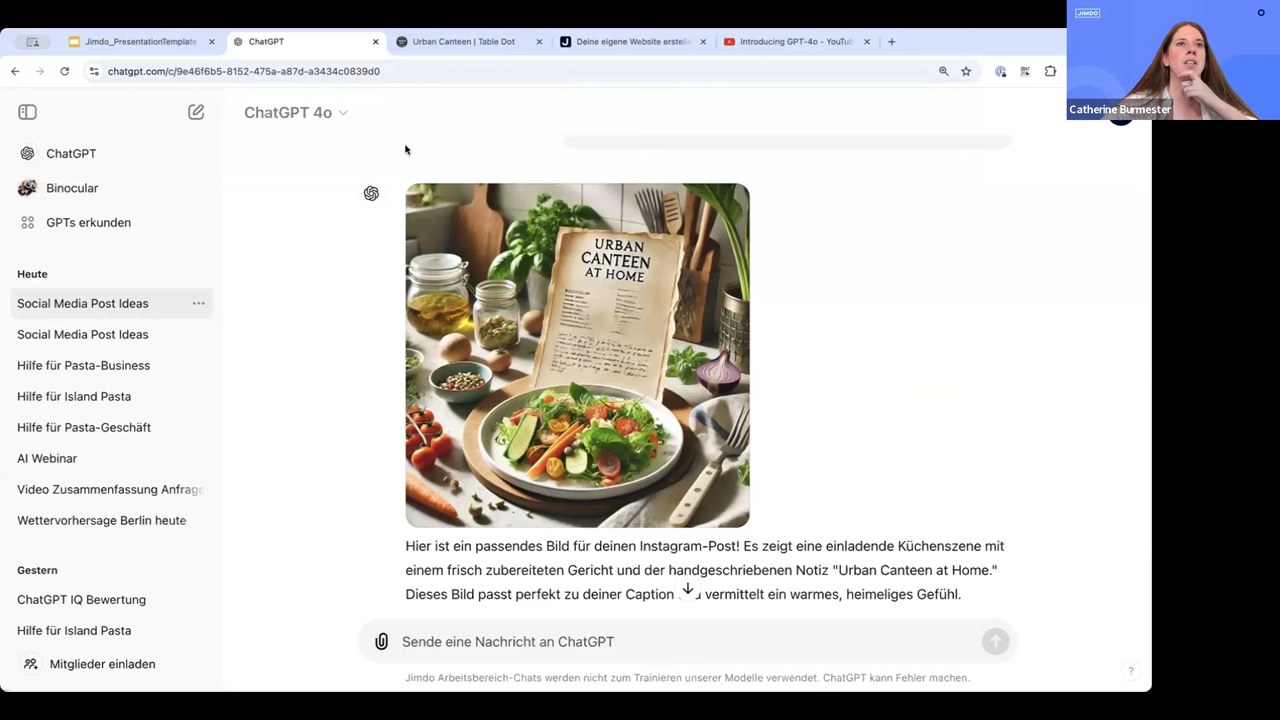 JIMDO
Catherine Burmester
Jimdo_PresentationTemplate
ChatGPT
Urban Canteen | Table Dot
Deine eigene Website erstelle
Introducing GPT-4o - YouTu
chatgpt.com/c/9e46f6b5-8152-475a-a87d-a3434c0839d0
ChatGPT 4o
ChatGPT
Binocular
GPTs erkunden
Heute
Social Media Post Ideas
Social Media Post Ideas
Hilfe für Pasta-Business
Hilfe für Island Pasta
Hilfe für Pasta-Geschäft
AI Webinar
Video Zusammenfassung Anfrage
Wettervorhersage Berlin heute
Gestern
ChatGPT IQ Bewertung
Hilfe für Island Pasta
Mitglieder einladen
URBAN
CANTEEN
AT HOME
Hier ist ein passendes Bild für deinen Instagram-Post! Es zeigt eine einladende Küchenszene mit
einem frisch zubereiteten Gericht und der handgeschriebenen Notiz "Urban Canteen at Home."
Dieses Bild passt perfekt zu deiner Caption vermittelt ein warmes, heimeliges Gefühl.
Sende eine Nachricht an ChatGPT
Jimdo Arbeitsbereich-Chats werden nicht zum Trainieren unserer Modelle verwendet. ChatGPT kann Fehler machen.
?